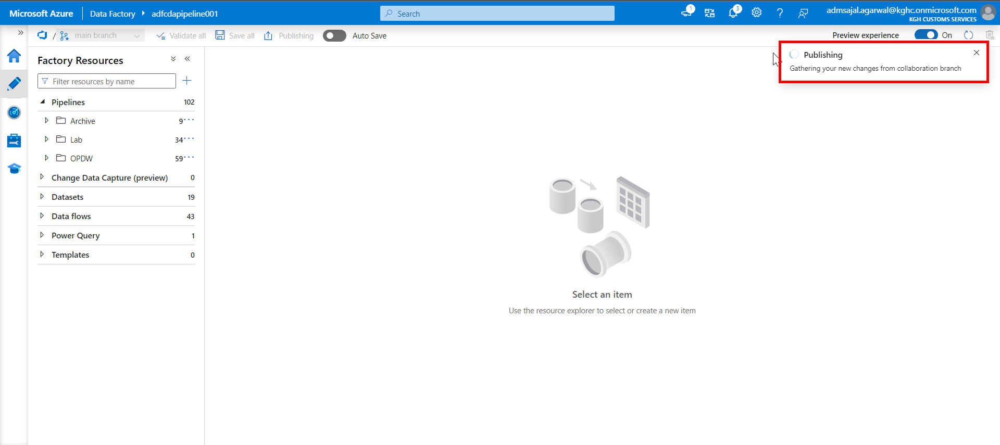 Microsoft Azure
Data Factory
adfcdapipeline001
Search
1
3
admsajal.agarwal@kghc.onmicrosoft.com
KGH CUSTOMS SERVICES
/ main branch
Validate all
Save all
Publishing
Auto Save
Preview experience
On
Factory Resources
Filter resources by name
Pipelines 102
Archive 9
Lab 34
OPDW 59
Change Data Capture (preview) 0
Datasets 19
Data flows 43
Power Query 1
Templates 0
Publishing
Gathering your new changes from collaboration branch
Select an item
Use the resource explorer to select or create a new item